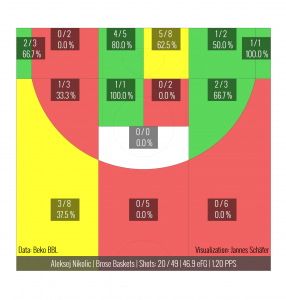 0 / 2
0.0 %
4 / 5
80.0 %
5 / 8
62.5 %
1 / 2
50.0 %
2 / 3
66.7 %
1 / 1
100.0 %
1 / 3
33.3 %
1 / 1
100.0 %
0 / 2
0.0 %
2 / 3
66.7 %
0 / 0
0.0 %
3 / 8
37.5 %
0 / 5
0.0 %
0 / 6
0.0 %
Data: Beko BBL Visualization: Jannes Schäfer
Aleksej Nikolic | Brose Baskets | Shots: 20 / 49 | 46.9 eFG | 1.20 PPS